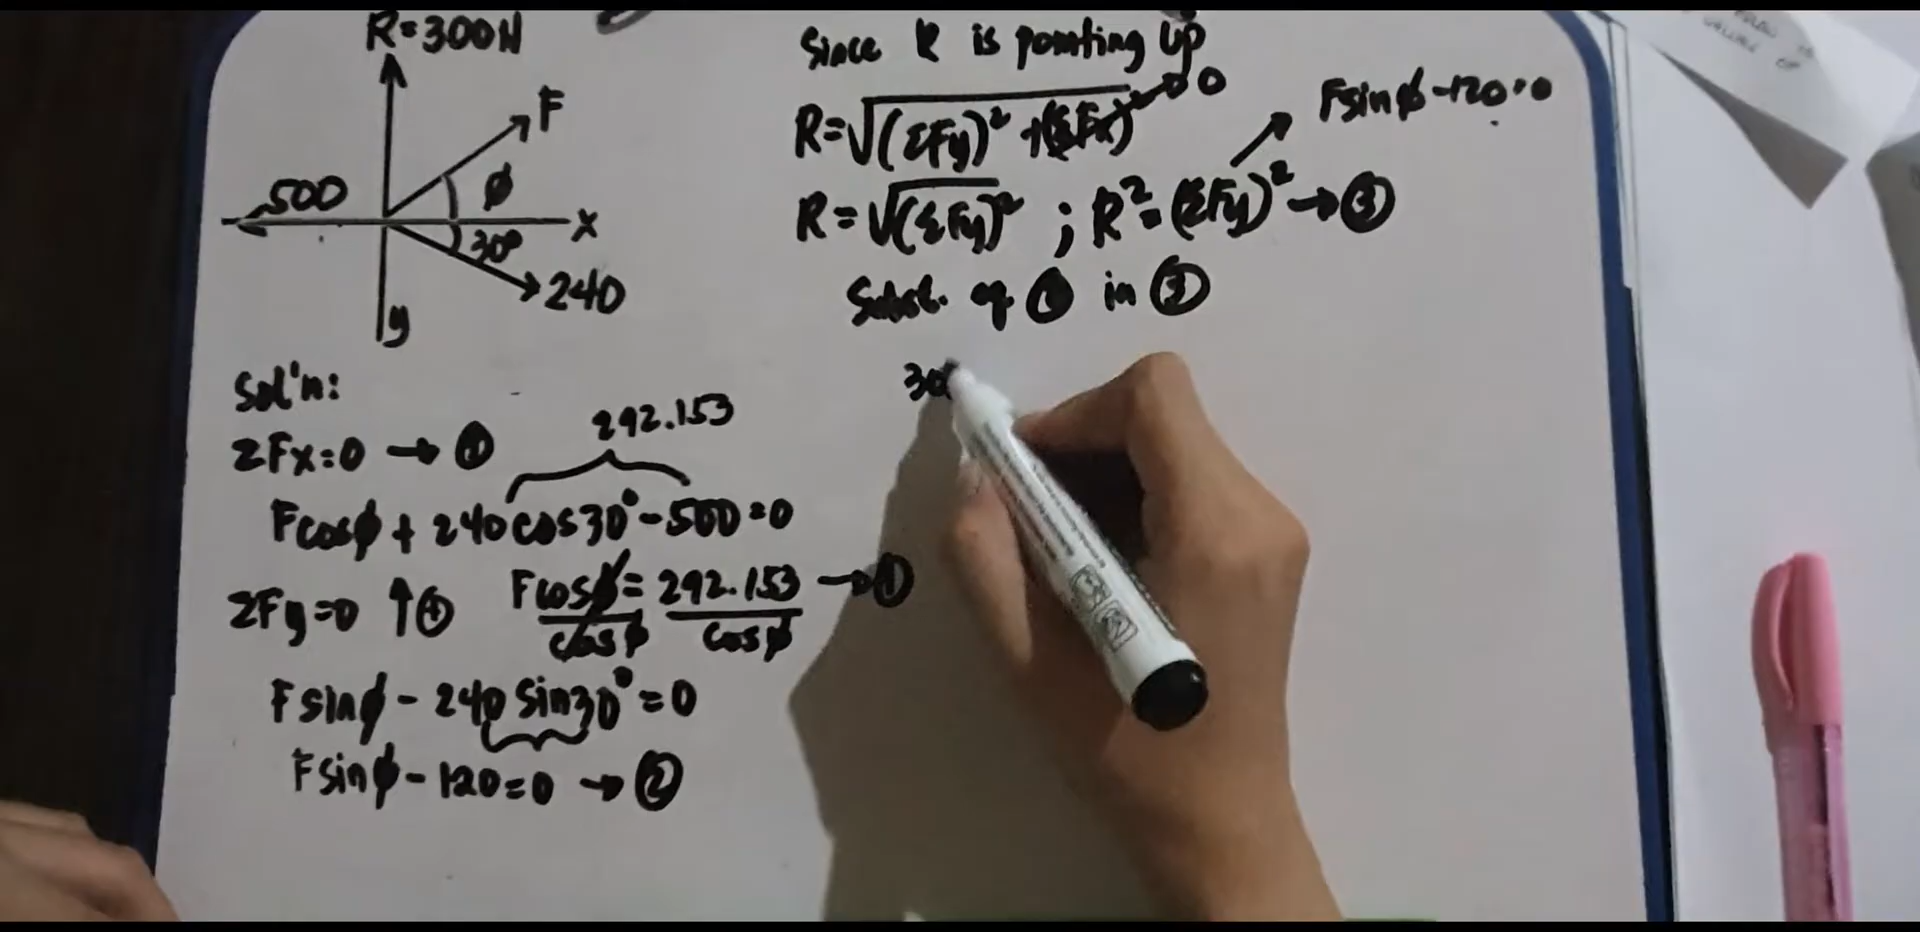 R=300N
F
500
ϕ
x
30°
240
y
Sol'n:
ΣFx=0 → ①
292.153
Fcosϕ + 240cos30° - 500=0
ΣFy=0 ↑⊕
Fcosϕ = 292.153 → ①
cosϕ cosϕ
Fsinϕ - 240 sin30° = 0
Fsinϕ - 120=0 → ②
Since R is pointing up
R=√(ΣFy)² + (ΣFx)² → 0
Fsinϕ-120=0
R=√(ΣFy)² ; R²=(ΣFy)² → ③
Subst. eq ① in ③
30